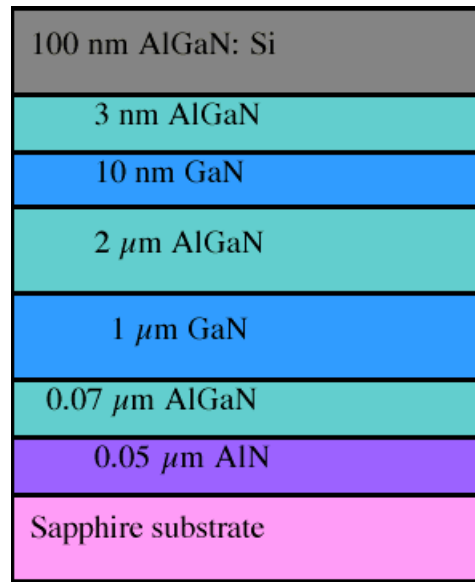 100 nm AlGaN: Si
3 nm AlGaN
10 nm GaN
2 μm AlGaN
1 μm GaN
0.07 μm AlGaN
0.05 μm AlN
Sapphire substrate